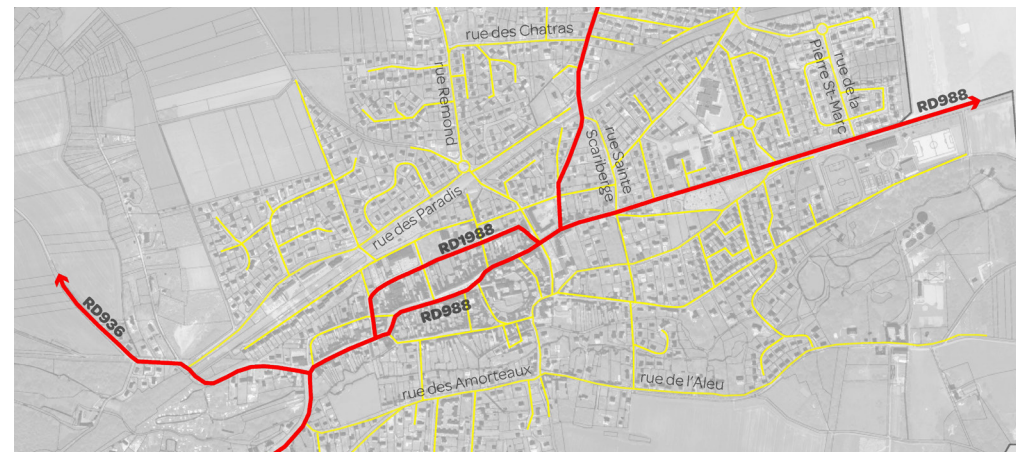 rue des Chatras
rue Remond
rue de la
Pierre St-Marc
RD988
rue Sainte
Scariberge
rue des Paradis
RD1988
RD988
RD936
rue des Amorteaux
rue de l'Aleu